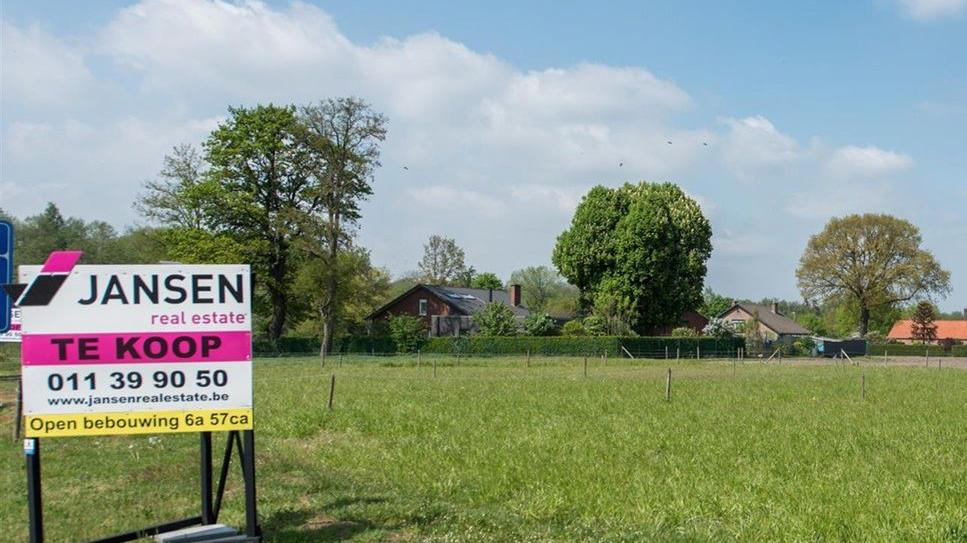 JANSEN
real estate
TE KOOP
011 39 90 50
www.jansenrealestate.be
Open bebouwing 6a 57ca